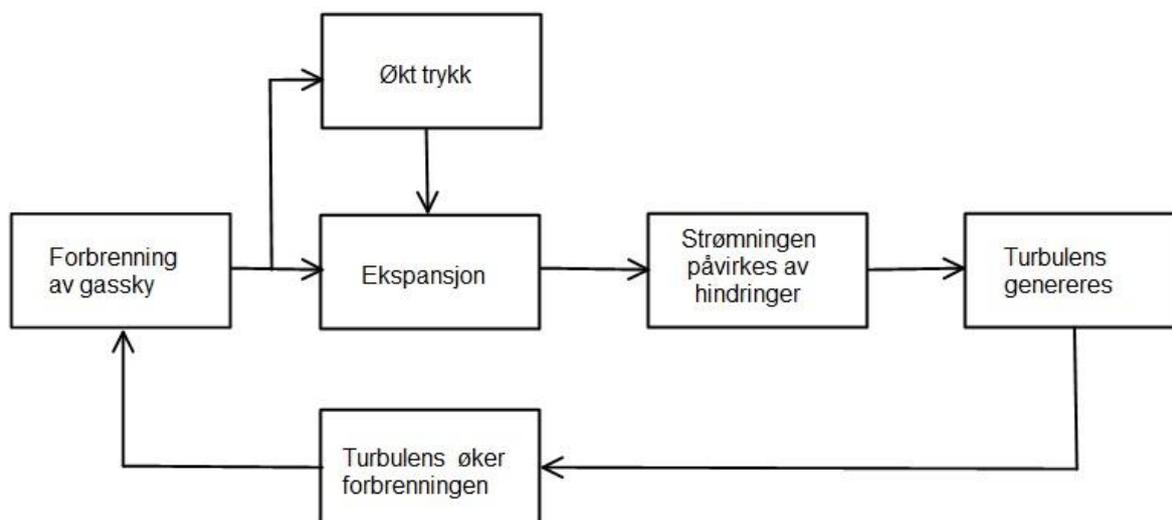 Økt trykk
Forbrenning
av gassky
Ekspansjon
Strømningen
påvirkes av
hindringer
Turbulens
genereres
Turbulens øker
forbrenningen